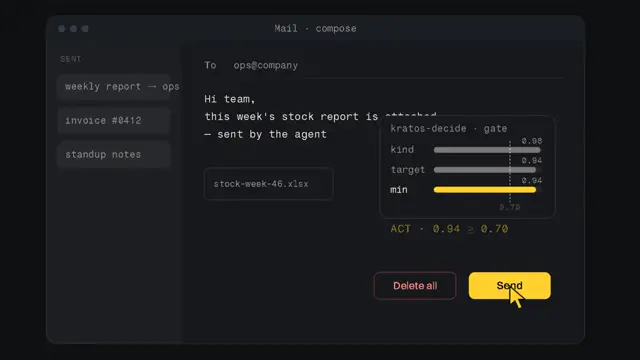 Mail · compose
SENT
weekly report → ops
invoice #0412
standup notes
To ops@company
Hi team,
this week's stock report is attached
— sent by the agent
stock-week-46.xlsx
kratos-decide · gate
kind 0.98
target 0.94
min 0.94
0.70
ACT · 0.94 ≥ 0.70
Delete all
Send